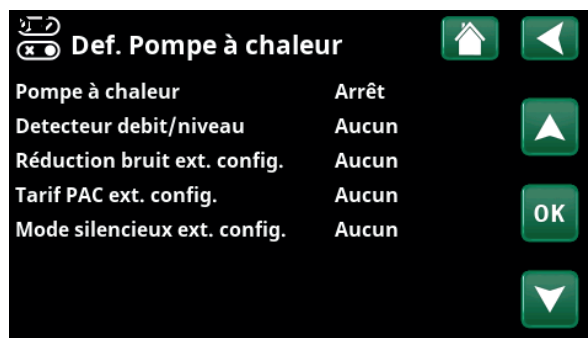 Def. Pompe à chaleur
Pompe à chaleur Arrêt
Detecteur debit/niveau Aucun
Réduction bruit ext. config. Aucun
Tarif PAC ext. config. Aucun
OK
Mode silencieux ext. config. Aucun